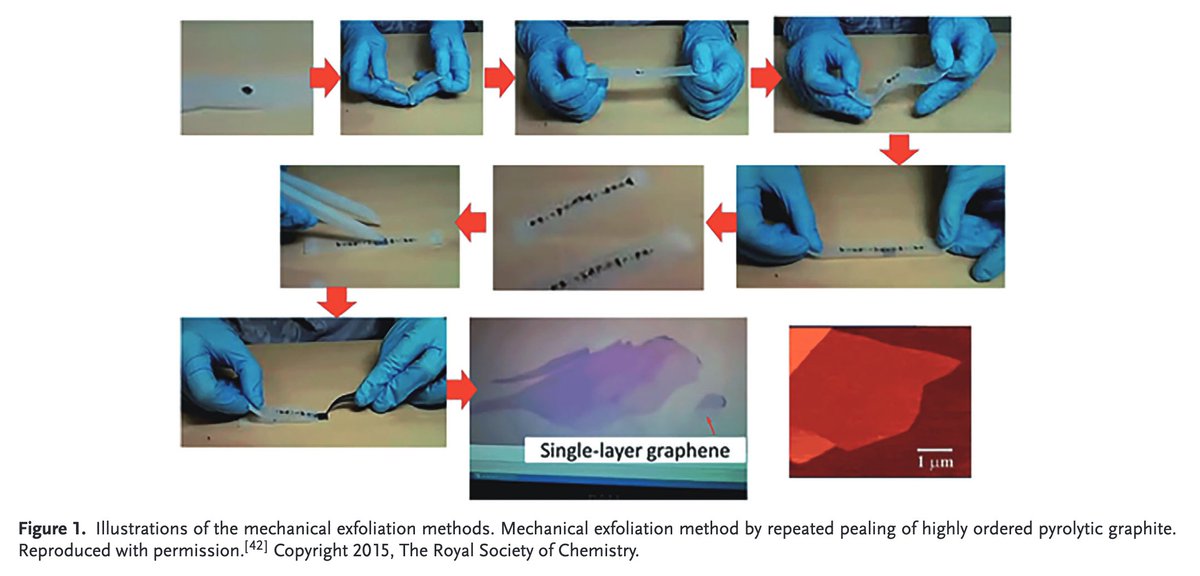 Single-layer graphene
1 μm
Figure 1. Illustrations of the mechanical exfoliation methods. Mechanical exfoliation method by repeated pealing of highly ordered pyrolytic graphite.
Reproduced with permission.[42] Copyright 2015, The Royal Society of Chemistry.